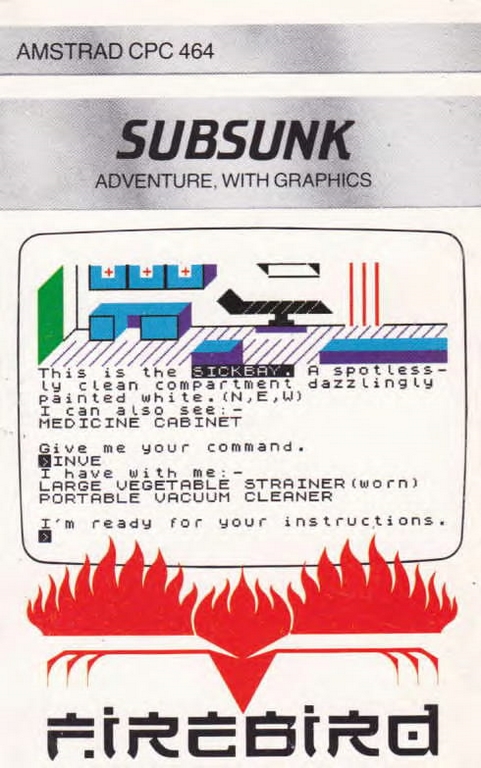 AMSTRAD CPC 464
SUBSUNK
ADVENTURE, WITH GRAPHICS
This is the SICKBAY. A spotless-
ly clean compartment dazzlingly
painted white.(N,E,W)
I can also see:-
MEDICINE CABINET
Give me your command.
>INVE
I have with me:-
LARGE VEGETABLE STRAINER(worn)
PORTABLE VACUUM CLEANER
I'm ready for your instructions.
>
FIREBIRD